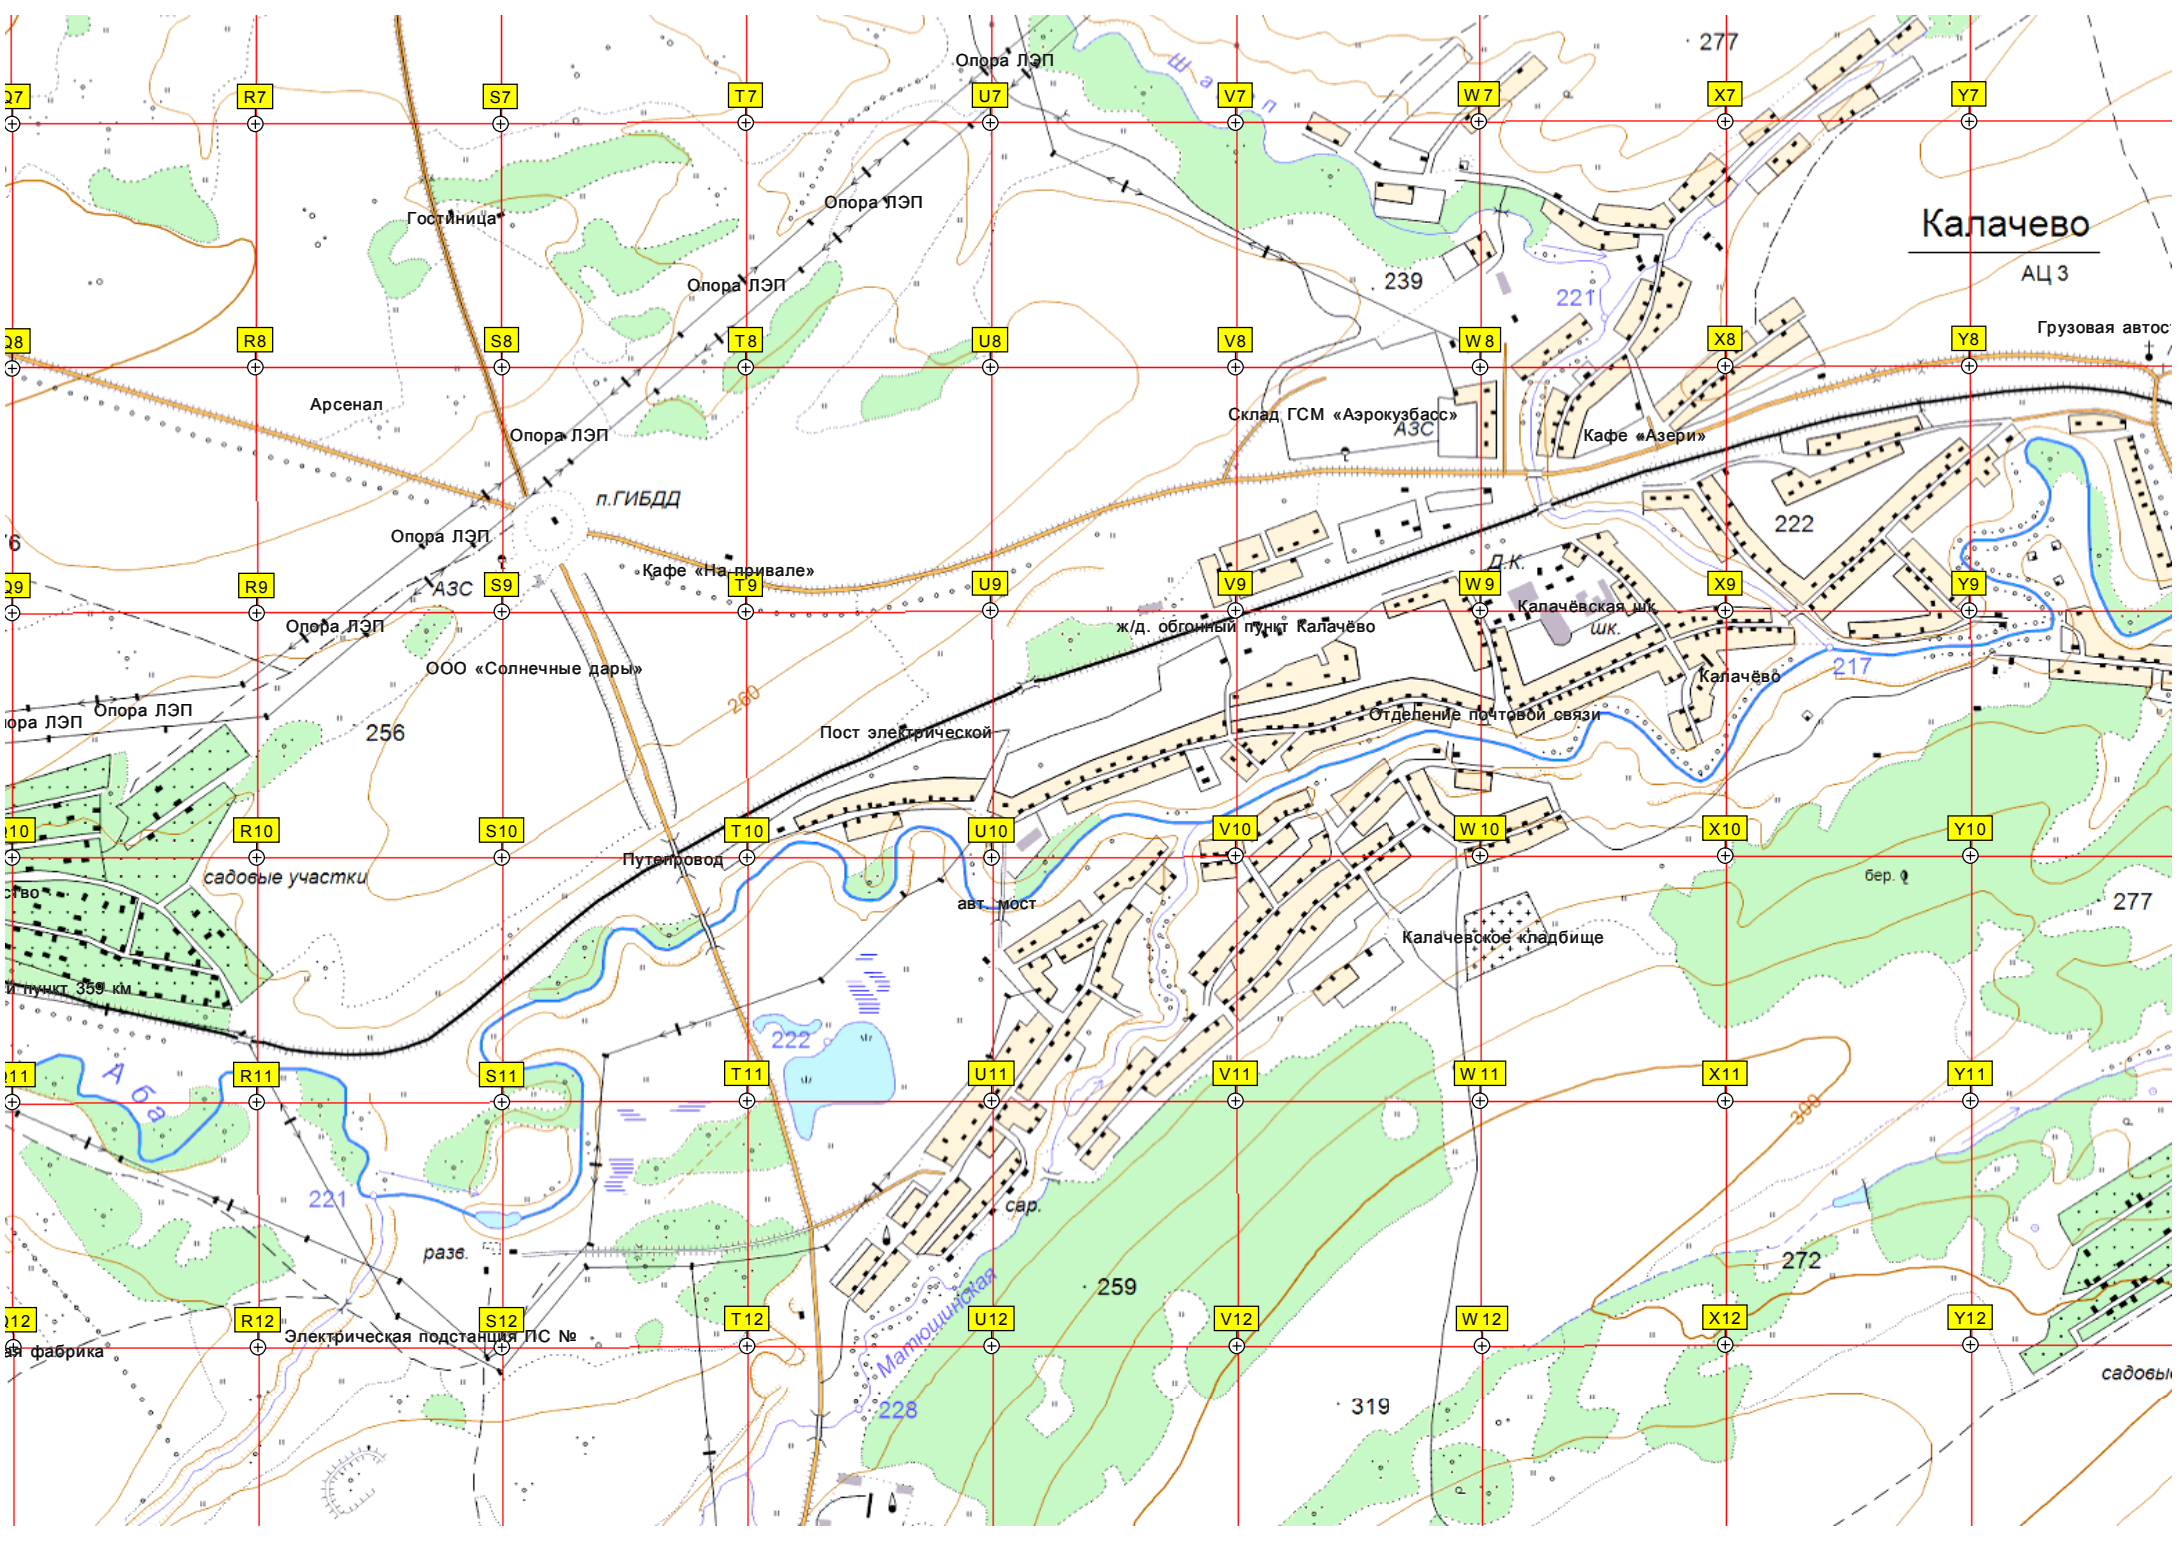 277
Опора ЛЭП
Шарап
Q7 R7 S7 T7 U7 V7 W7 X7 Y7
Опора ЛЭП
Гостиница
Калачево
АЦ 3
239
Опора ЛЭП
221
Грузовая автос
Q8 R8 S8 T8 U8 V8 W8 X8 Y8
Арсенал
Склад ГСМ «Аэрокузбасс»
АЗС
Опора ЛЭП
Кафе «Азери»
п.ГИБДД
222
Опора ЛЭП
6
Д.К.
Кафе «На привале»
Q9 R9 S9 T9 U9 V9 W9 X9 Y9
АЗС
Калачёвская шк.
Опора ЛЭП
ж/д. обгонный пункт Калачёво
шк.
ООО «Солнечные дары»
217
Калачёво
260
Опора ЛЭП
ора ЛЭП
Отделение почтовой связи
256
Пост электрической
Q10 R10 S10 T10 U10 V10 W10 X10 Y10
Путепровод
садовые участки
бер.
ство
авт. мост
277
Калачевское кладбище
й пункт 359 км
222
Аба
Q11 R11 S11 T11 U11 V11 W11 X11 Y11
300
221
сар.
разв.
272
259
Матюшинская
Q12 R12 S12 T12 U12 V12 W12 X12 Y12
Электрическая подстанция ПС №
ая фабрика
садовые
319
228